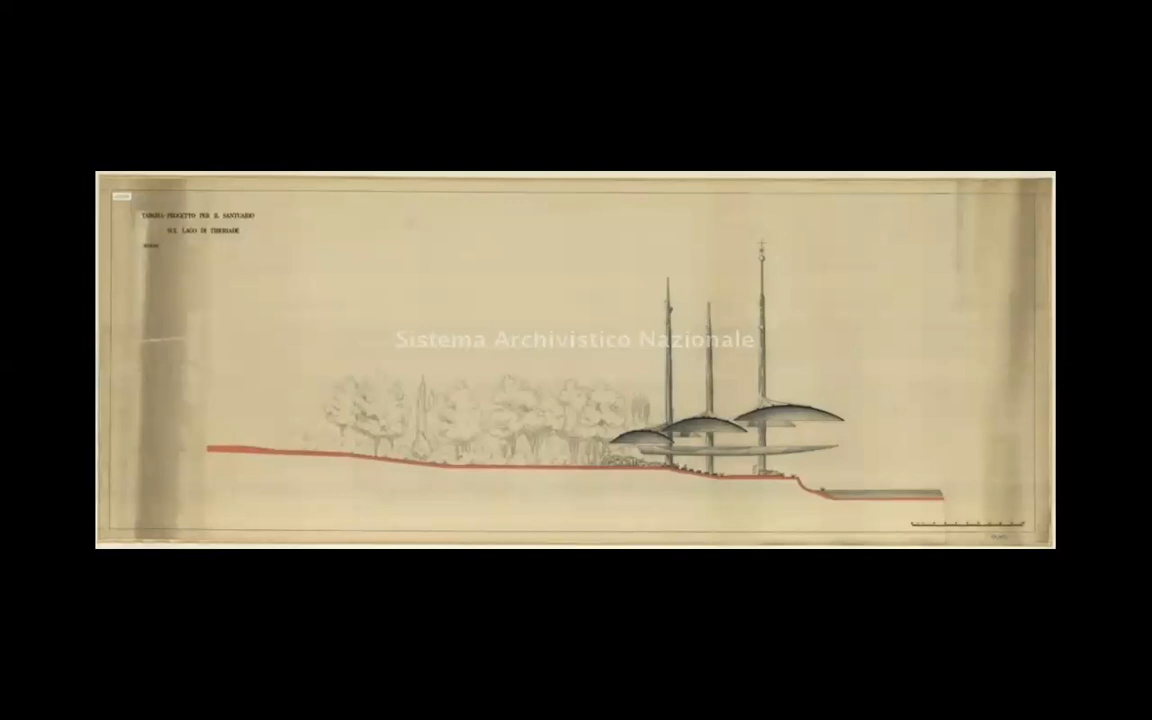 TABGHA-PROGETTO PER IL SANTUARIO
SUL LAGO DI TIBERIADE
Sistema Archivistico Nazionale